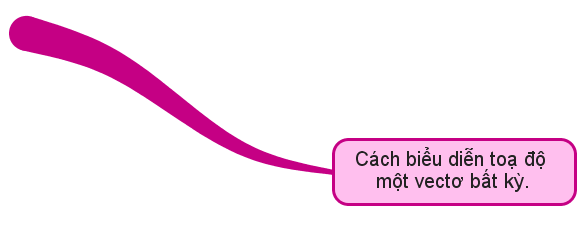 Cách biểu diễn toạ độ
một vectơ bất kỳ.